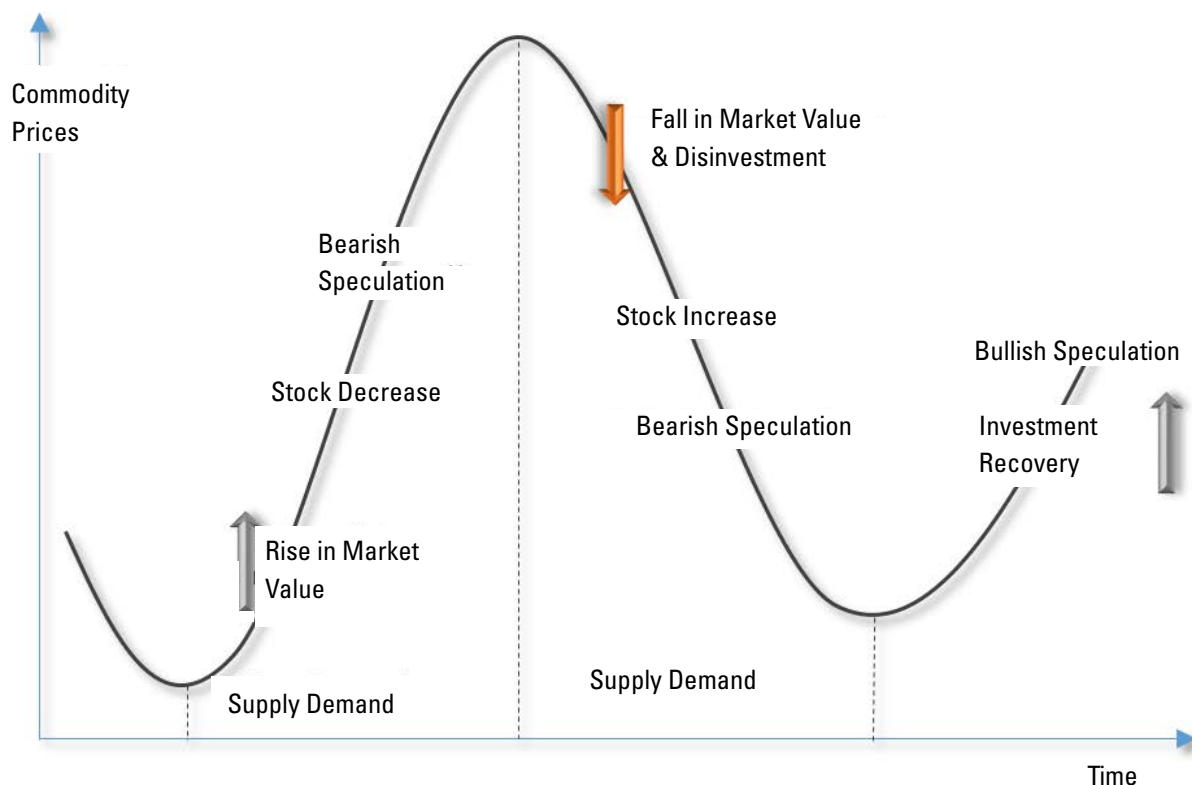 Commodity
Prices
Fall in Market Value
& Disinvestment
Bearish
Speculation
Stock Increase
Bullish Speculation
Stock Decrease
Bearish Speculation
Investment
Recovery
Rise in Market
Value
Supply Demand
Supply Demand
Time